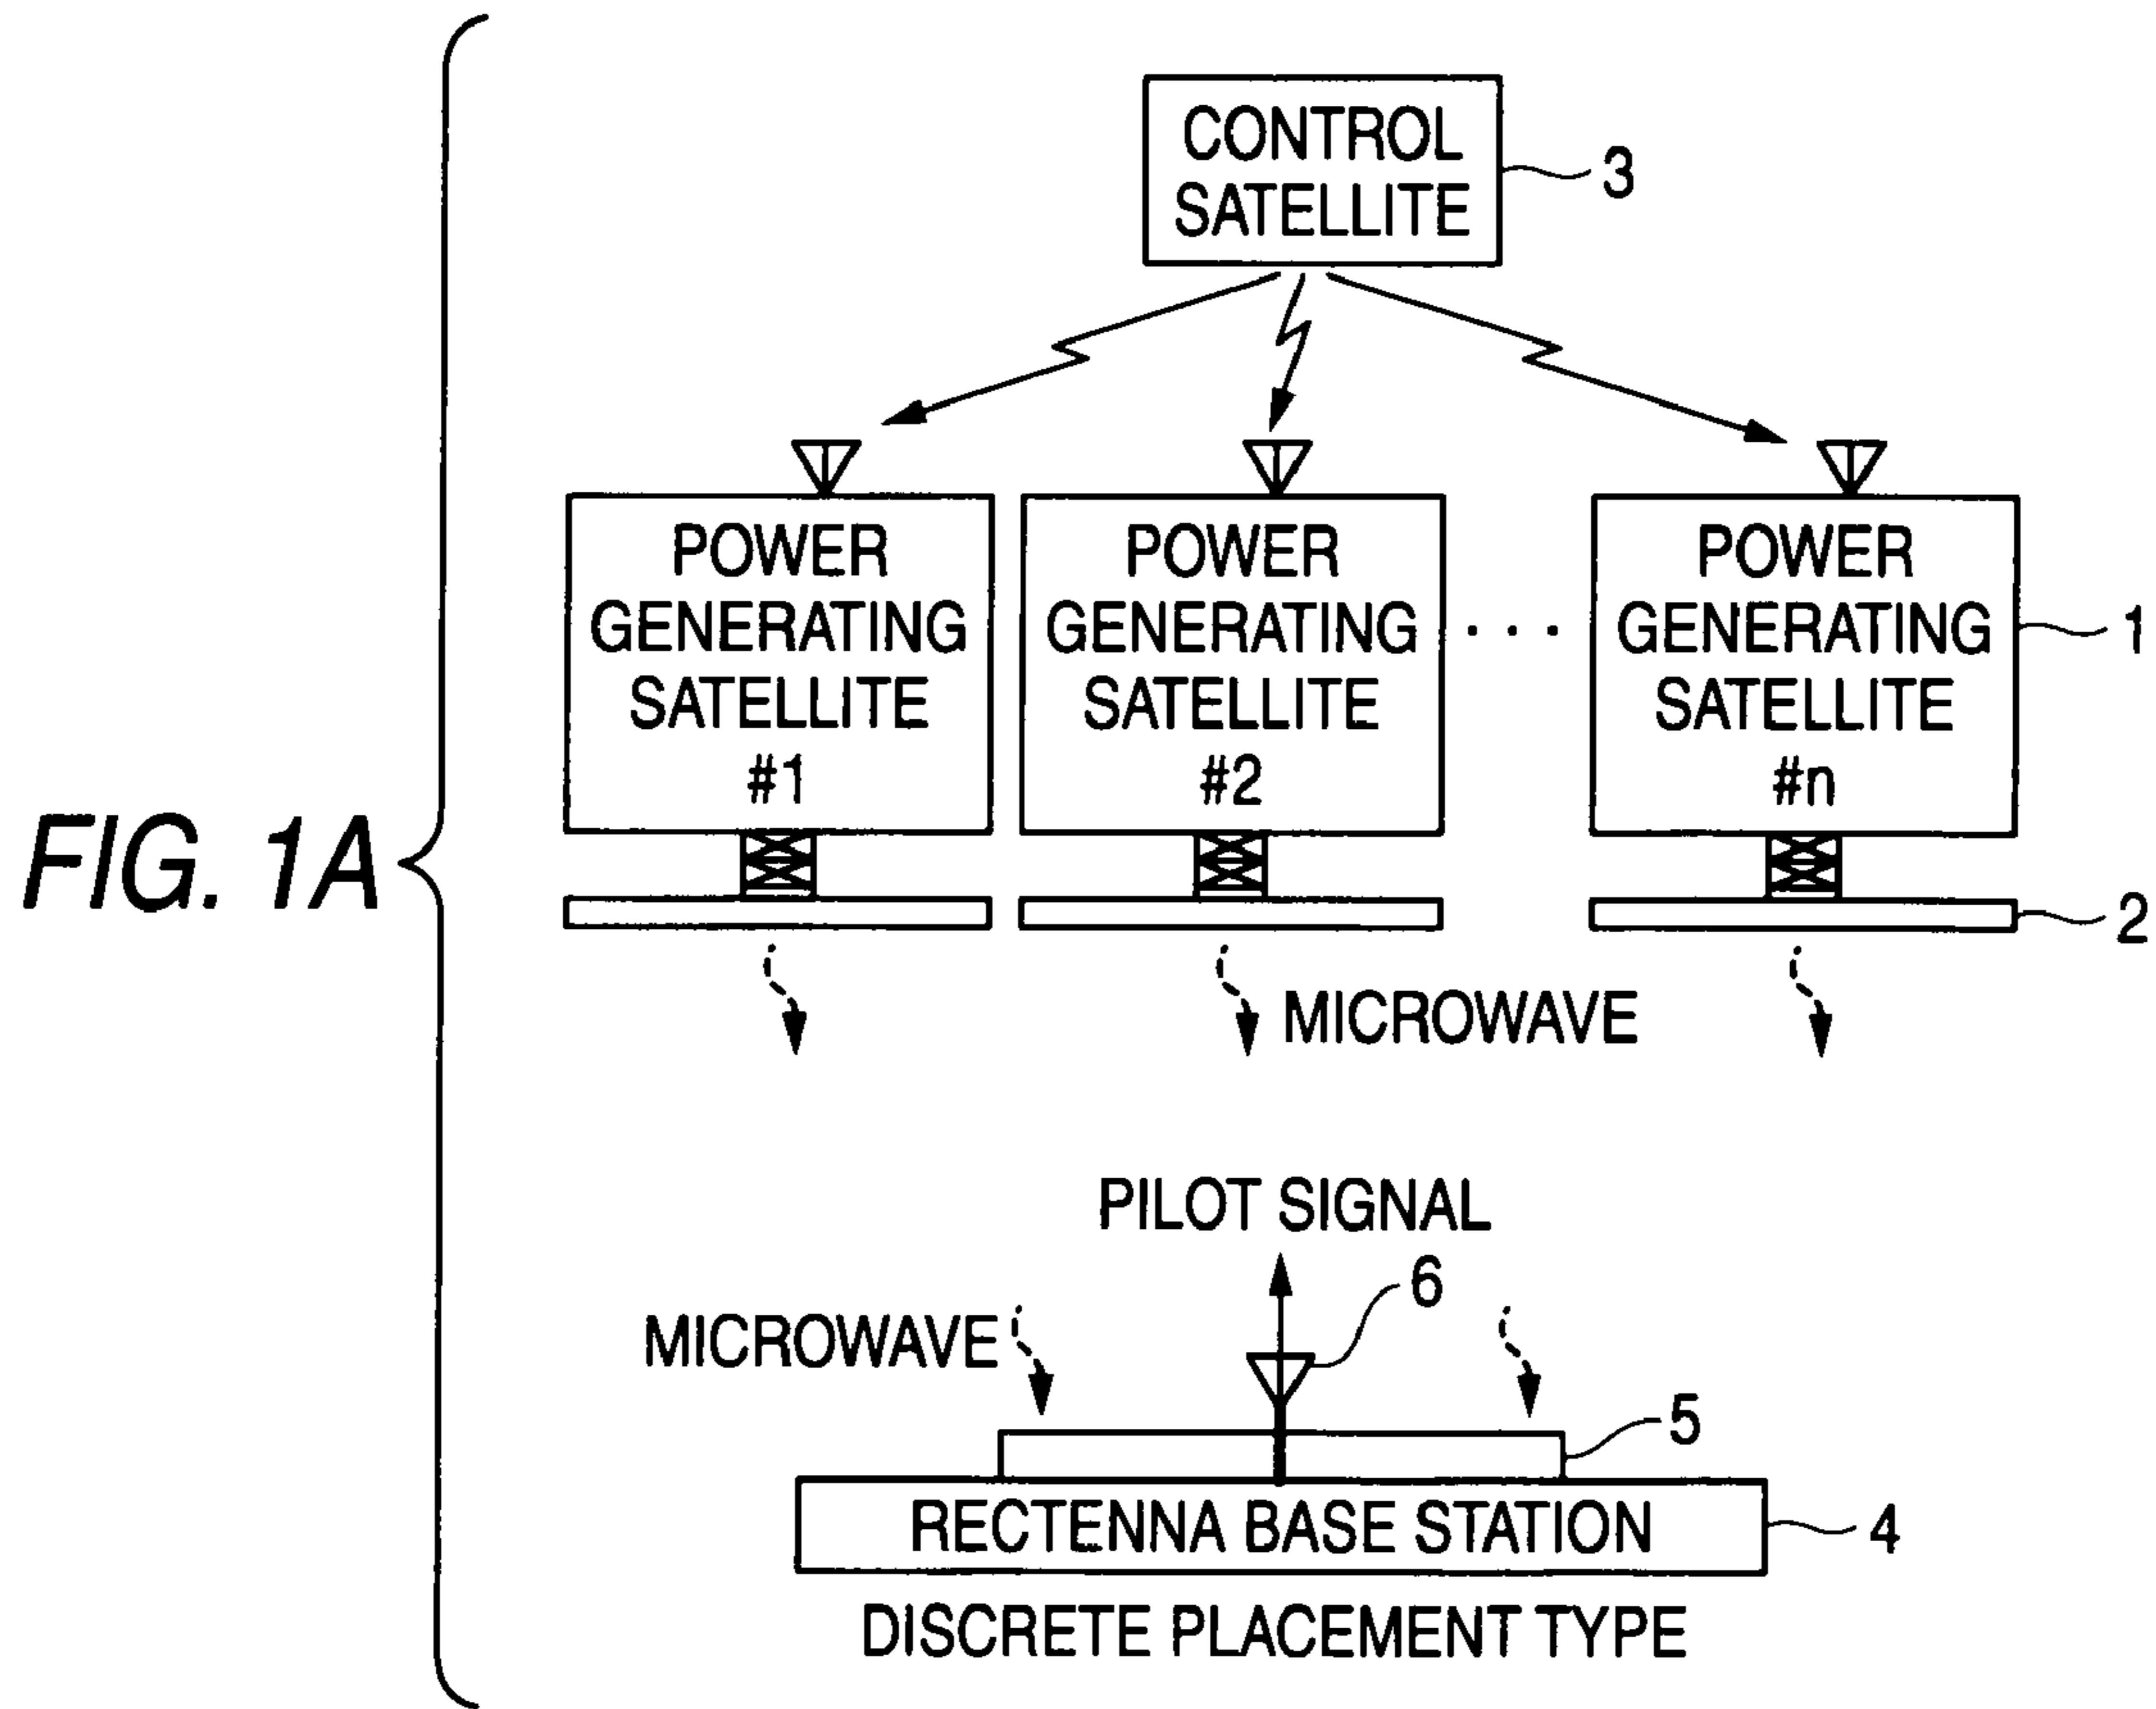 CONTROL
SATELLITE
3
POWER
GENERATING
SATELLITE
#1
POWER
GENERATING
SATELLITE
#2
. . .
POWER
GENERATING
SATELLITE
#n
1
FIG. 1A
2
MICROWAVE
PILOT SIGNAL
6
MICROWAVE
5
RECTENNA BASE STATION
4
DISCRETE PLACEMENT TYPE